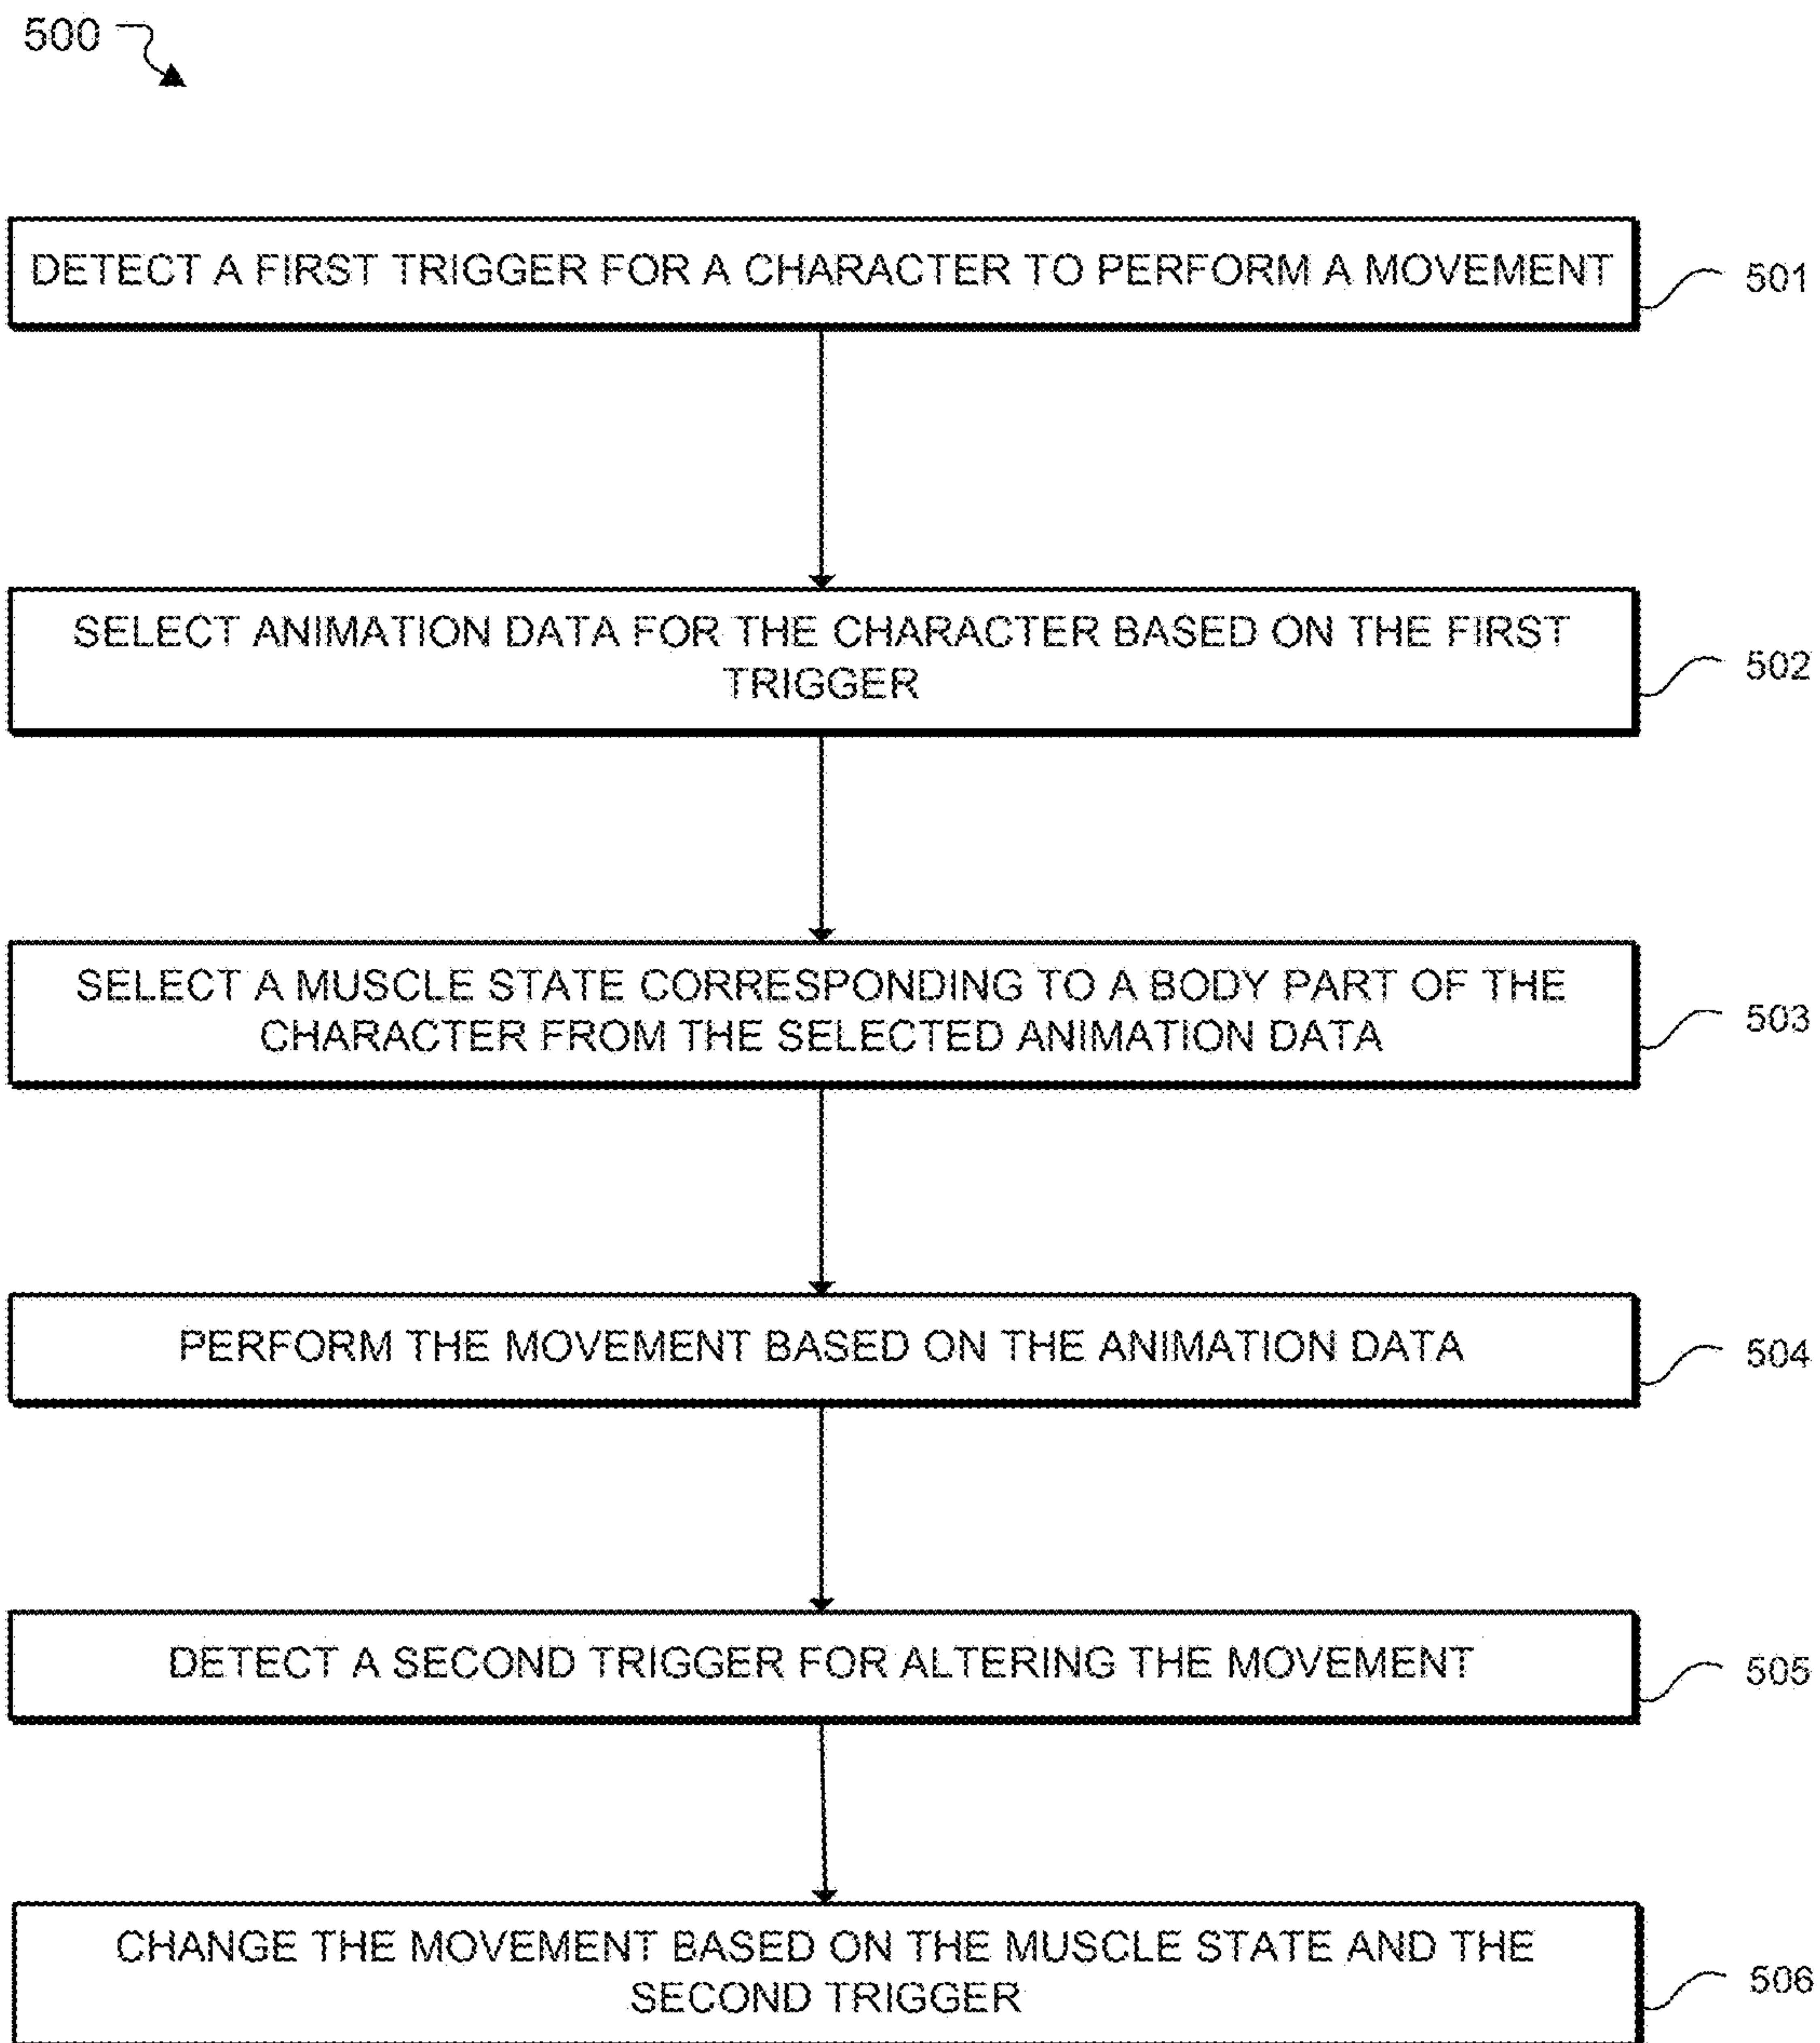 500
DETECT A FIRST TRIGGER FOR A CHARACTER TO PERFORM A MOVEMENT
501
SELECT ANIMATION DATA FOR THE CHARACTER BASED ON THE FIRST
TRIGGER
502
SELECT A MUSCLE STATE CORRESPONDING TO A BODY PART OF THE
CHARACTER FROM THE SELECTED ANIMATION DATA
503
PERFORM THE MOVEMENT BASED ON THE ANIMATION DATA
504
DETECT A SECOND TRIGGER FOR ALTERING THE MOVEMENT
505
CHANGE THE MOVEMENT BASED ON THE MUSCLE STATE AND THE
SECOND TRIGGER
506